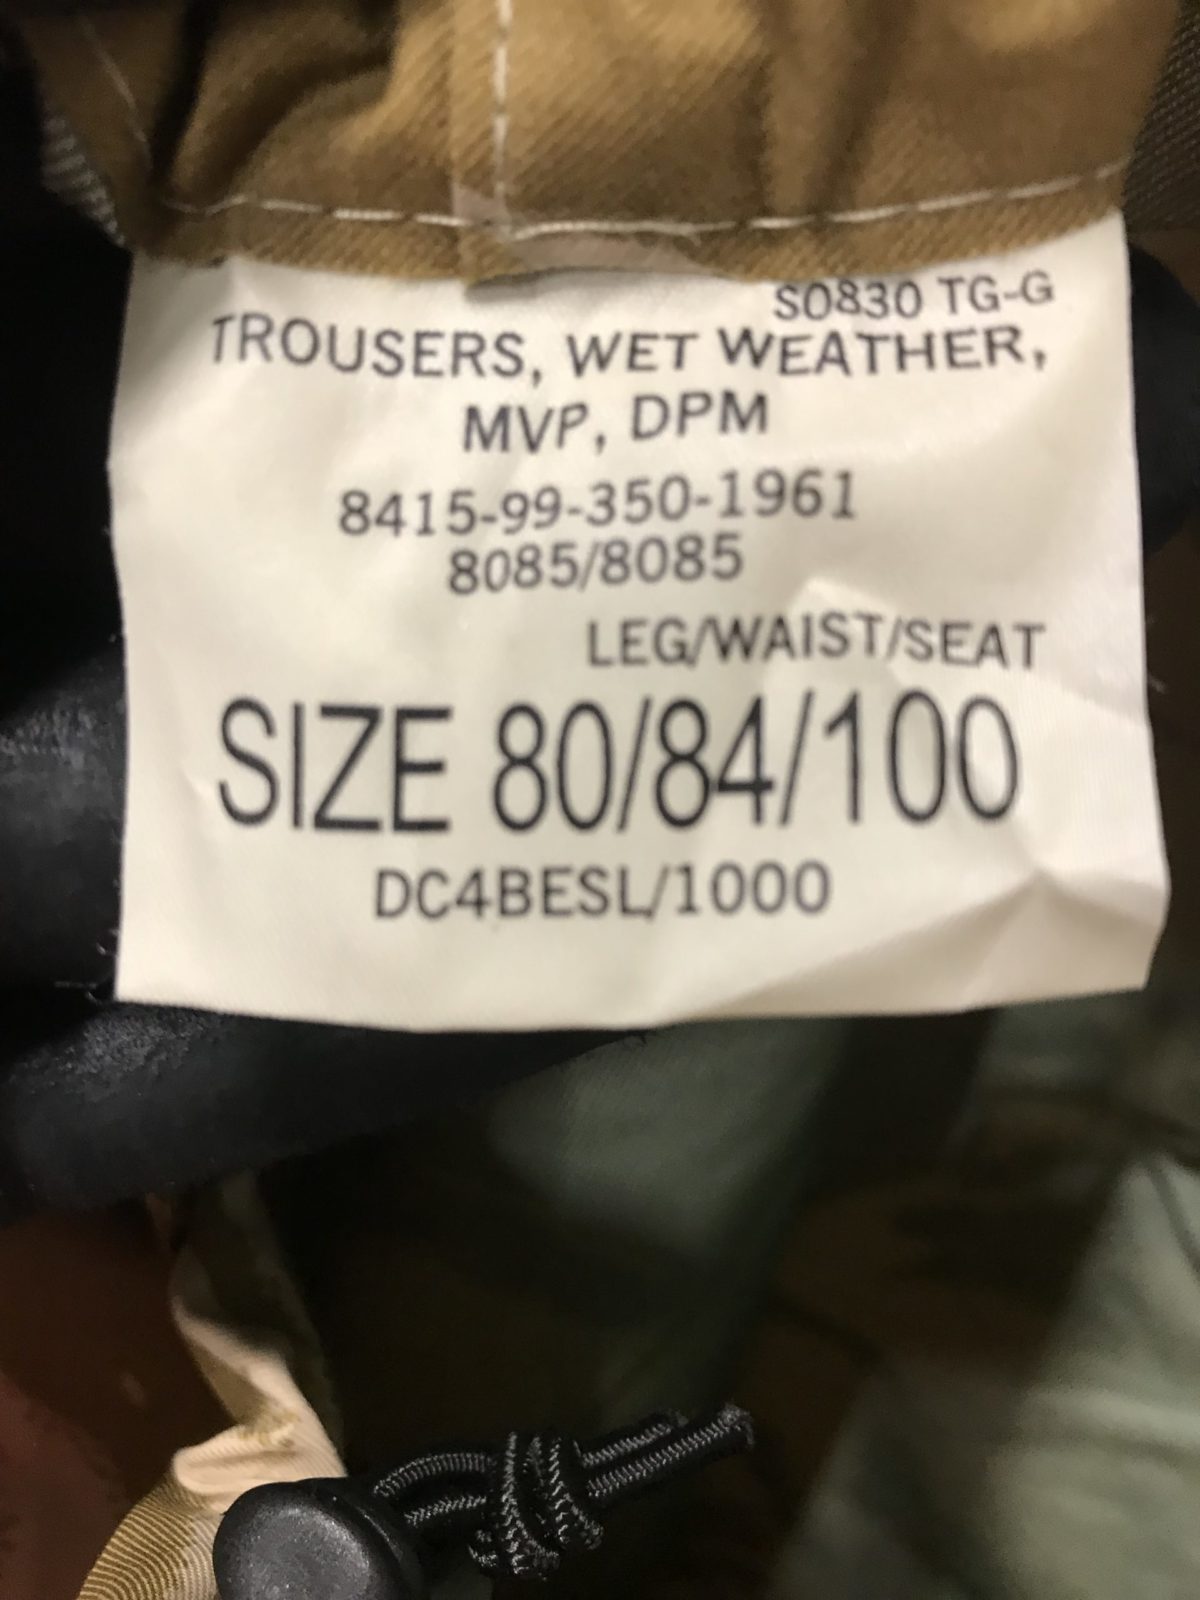 S0830 TG-G
TROUSERS, WET WEATHER,
MVP, DPM
8415-99-350-1961
8085/8085
LEG/WAIST/SEAT
SIZE 80/84/100
DC4BESL/1000